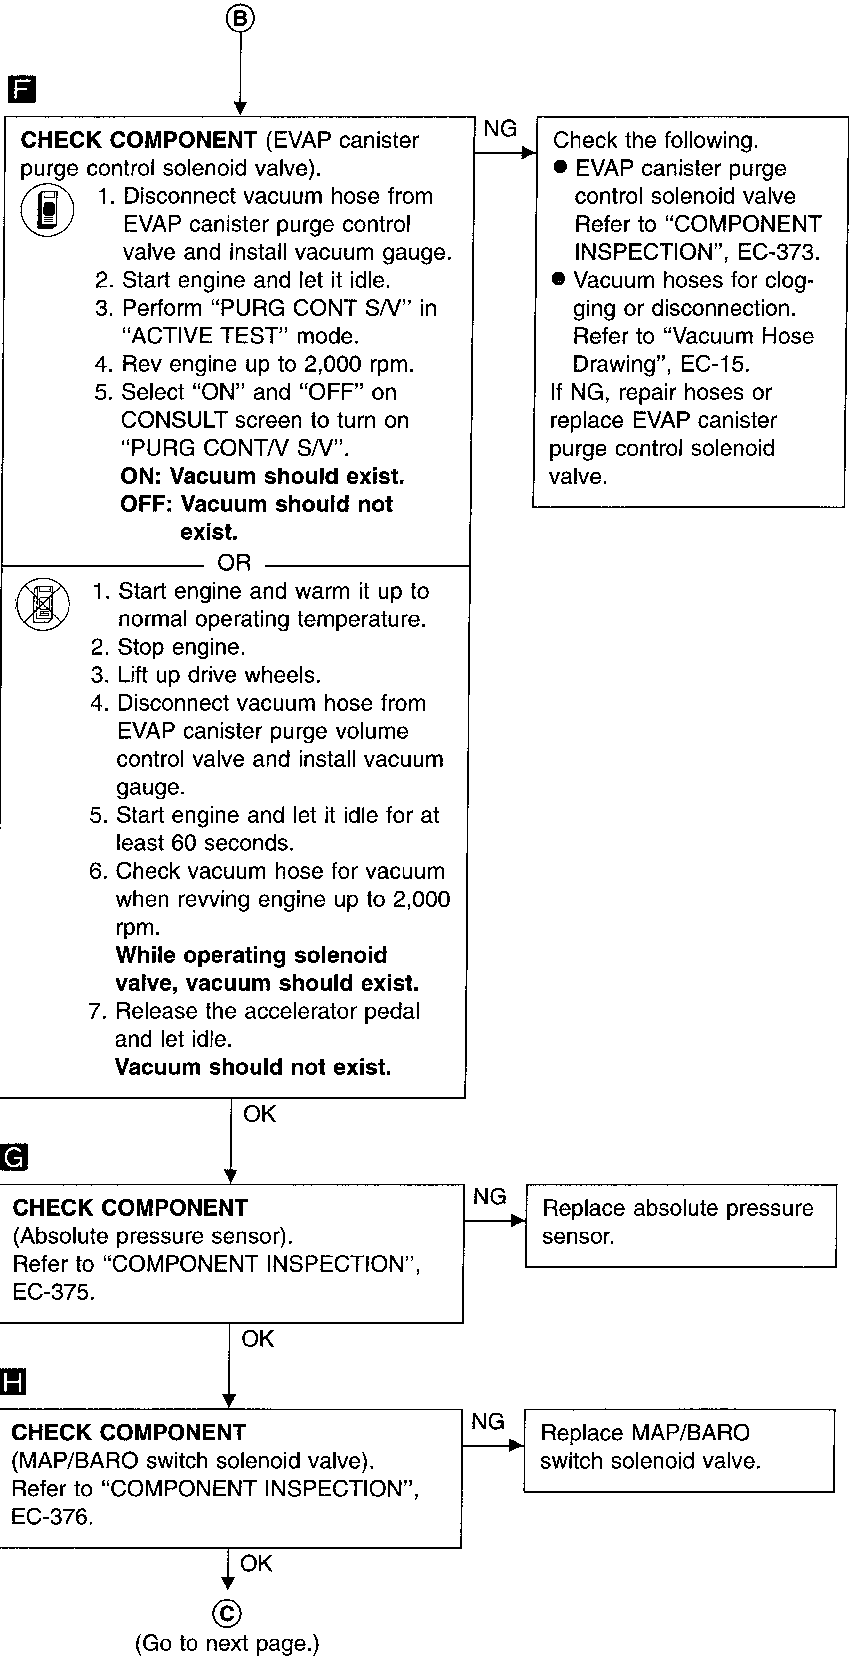 B
F
CHECK COMPONENT (EVAP canister
purge control solenoid valve).
1. Disconnect vacuum hose from
EVAP canister purge control
valve and install vacuum gauge.
2. Start engine and let it idle.
3. Perform “PURG CONT S/V” in
“ACTIVE TEST” mode.
4. Rev engine up to 2,000 rpm.
5. Select “ON” and “OFF” on
CONSULT screen to turn on
“PURG CONT/V S/V”.
ON: Vacuum should exist.
OFF: Vacuum should not
exist.
NG
Check the following.
● EVAP canister purge
control solenoid valve
Refer to “COMPONENT
INSPECTION”, EC-373.
● Vacuum hoses for clog-
ging or disconnection.
Refer to “Vacuum Hose
Drawing”, EC-15.
If NG, repair hoses or
replace EVAP canister
purge control solenoid
valve.
OR
1. Start engine and warm it up to
normal operating temperature.
2. Stop engine.
3. Lift up drive wheels.
4. Disconnect vacuum hose from
EVAP canister purge volume
control valve and install vacuum
gauge.
5. Start engine and let it idle for at
least 60 seconds.
6. Check vacuum hose for vacuum
when revving engine up to 2,000
rpm.
While operating solenoid
valve, vacuum should exist.
7. Release the accelerator pedal
and let idle.
Vacuum should not exist.
OK
G
CHECK COMPONENT
(Absolute pressure sensor).
Refer to “COMPONENT INSPECTION”,
EC-375.
NG
Replace absolute pressure
sensor.
OK
H
CHECK COMPONENT
(MAP/BARO switch solenoid valve).
Refer to “COMPONENT INSPECTION”,
EC-376.
NG
Replace MAP/BARO
switch solenoid valve.
OK
C
(Go to next page.)